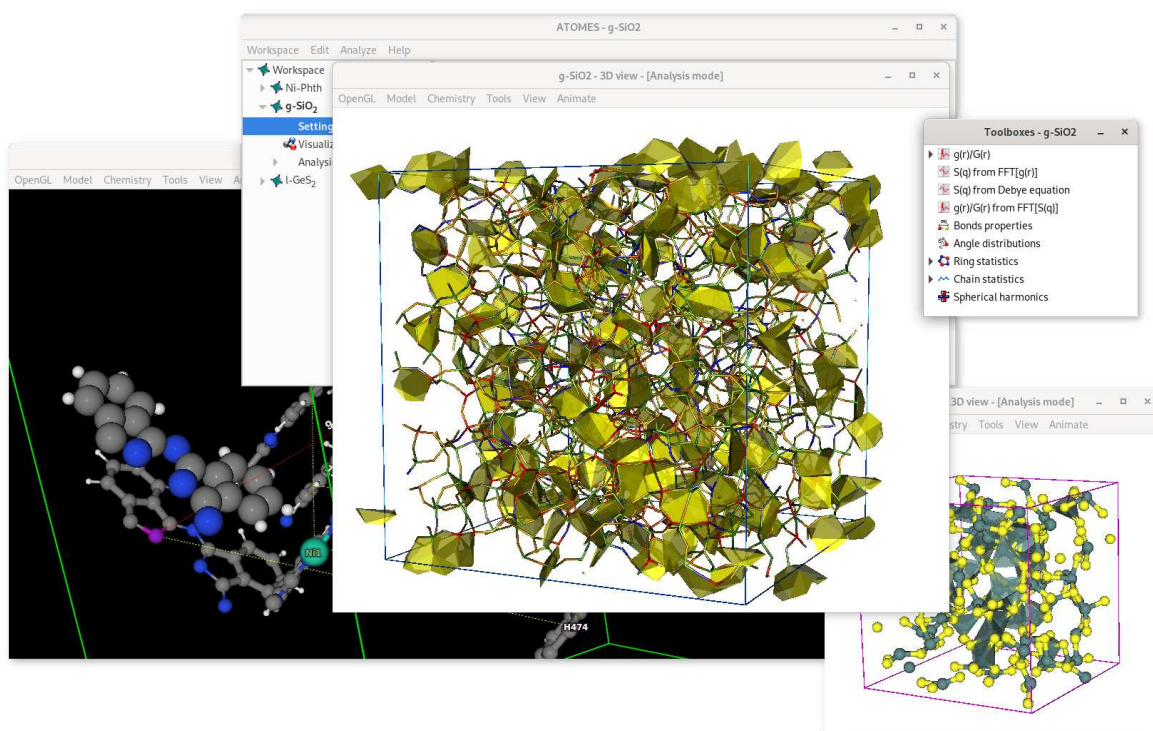 ATOMES - g-SiO2
Workspace Edit Analyze Help
Workspace
Ni-Phth
g-SiO₂
Setting
Visualiz
Analysi
l-GeS₂
g-SiO2 - 3D view - [Analysis mode]
OpenGL Model Chemistry Tools View Animate
Toolboxes - g-SiO2
g(r)/G(r)
S(q) from FFT[g(r)]
S(q) from Debye equation
g(r)/G(r) from FFT[S(q)]
Bonds properties
Angle distributions
Ring statistics
Chain statistics
Spherical harmonics
OpenGL Model Chemistry Tools View A
Ni1
H474
3D view - [Analysis mode]
stry Tools View Animate